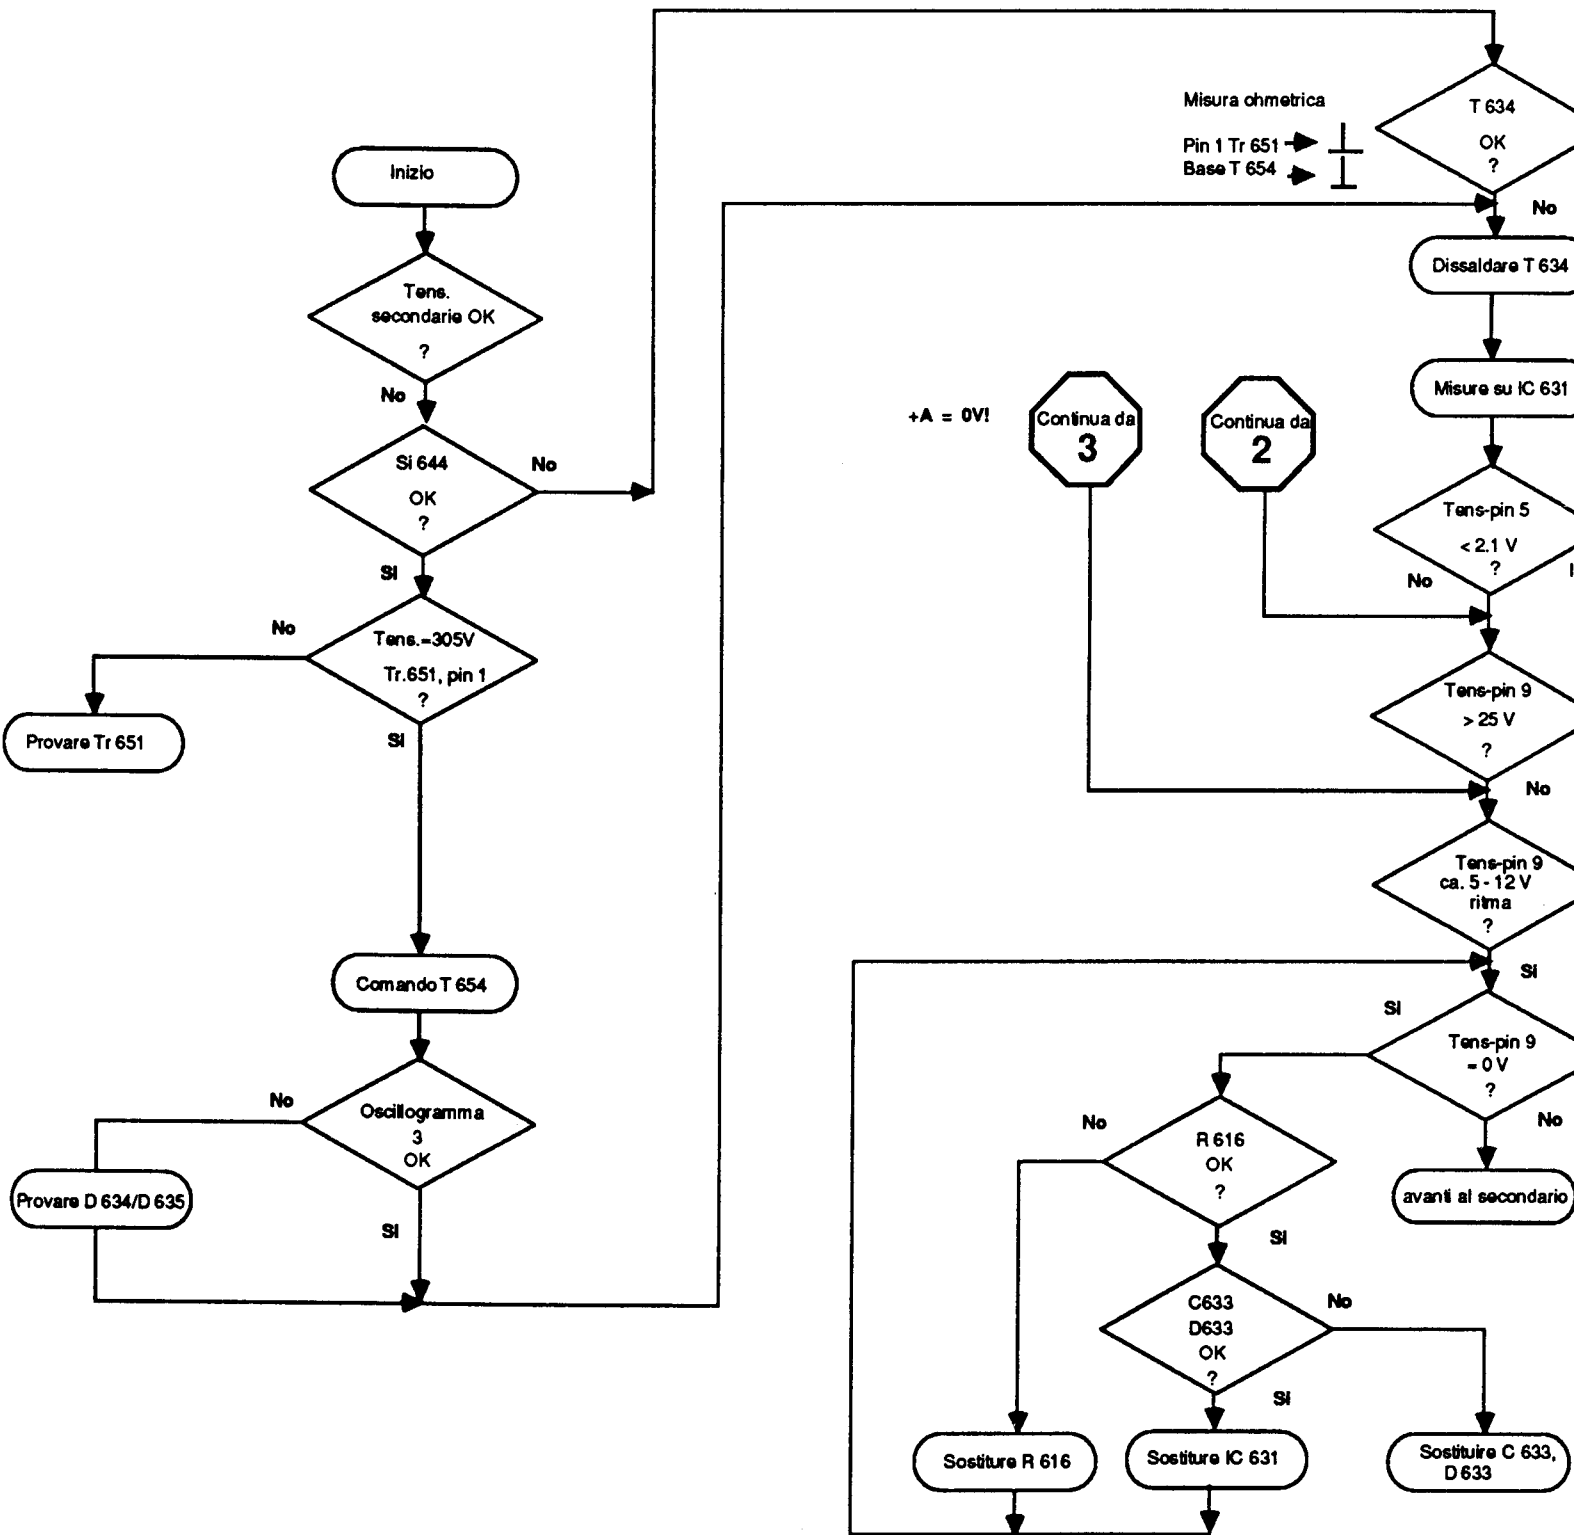 Inizio
Tens.
secondarie OK
?
No
Si 644
OK
?
No
Si
Tens.=305V
Tr.651, pin 1
?
No
Si
Provare Tr 651
Comando T 654
Oscillogramma
3
OK
No
Si
Provare D 634/D 635
Misura ohmetrica
Pin 1 Tr 651
Base T 654
T 634
OK
?
No
Dissaldare T 634
Misure su IC 631
+A = 0V!
Continua da
3
Continua da
2
Tens-pin 5
< 2.1 V
?
No
Tens-pin 9
> 25 V
?
No
Tens-pin 9
ca. 5 - 12 V
ritma
?
Si
Tens-pin 9
= 0 V
?
Si
No
avanti al secondario
R 616
OK
?
No
Si
C633
D633
OK
?
No
Si
Sostiture R 616
Sostiture IC 631
Sostituire C 633,
D 633